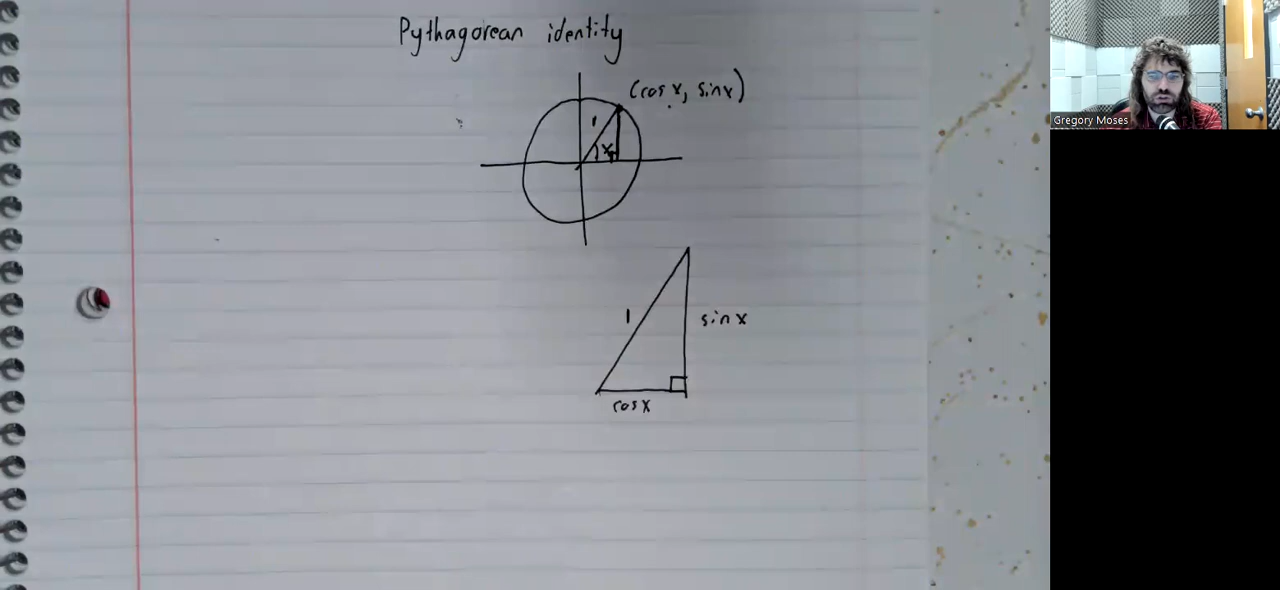 Pythagorean identity
(cos x, sin x)
1
x
Gregory Moses
1
sin x
cos x